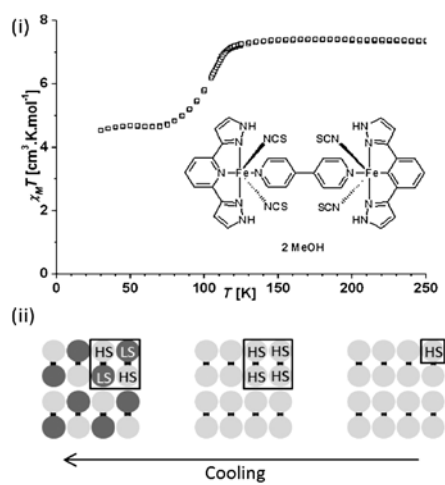 (i)
χMT [cm³.K.mol⁻¹]
8
6
4
2
0
0 50 100 150 200 250
T [K]
NH N NCS SCN N HN
N Fe N N Fe
NH N NCS SCN N HN
2 MeOH
(ii)
HS LS
LS HS
HS HS
HS HS
HS
Cooling